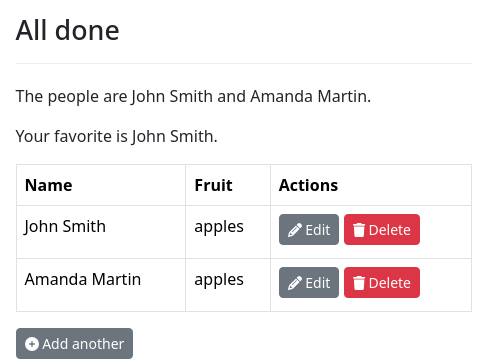 All done
The people are John Smith and Amanda Martin.
Your favorite is John Smith.
Name Fruit Actions
John Smith apples Edit Delete
Amanda Martin apples Edit Delete
Add another